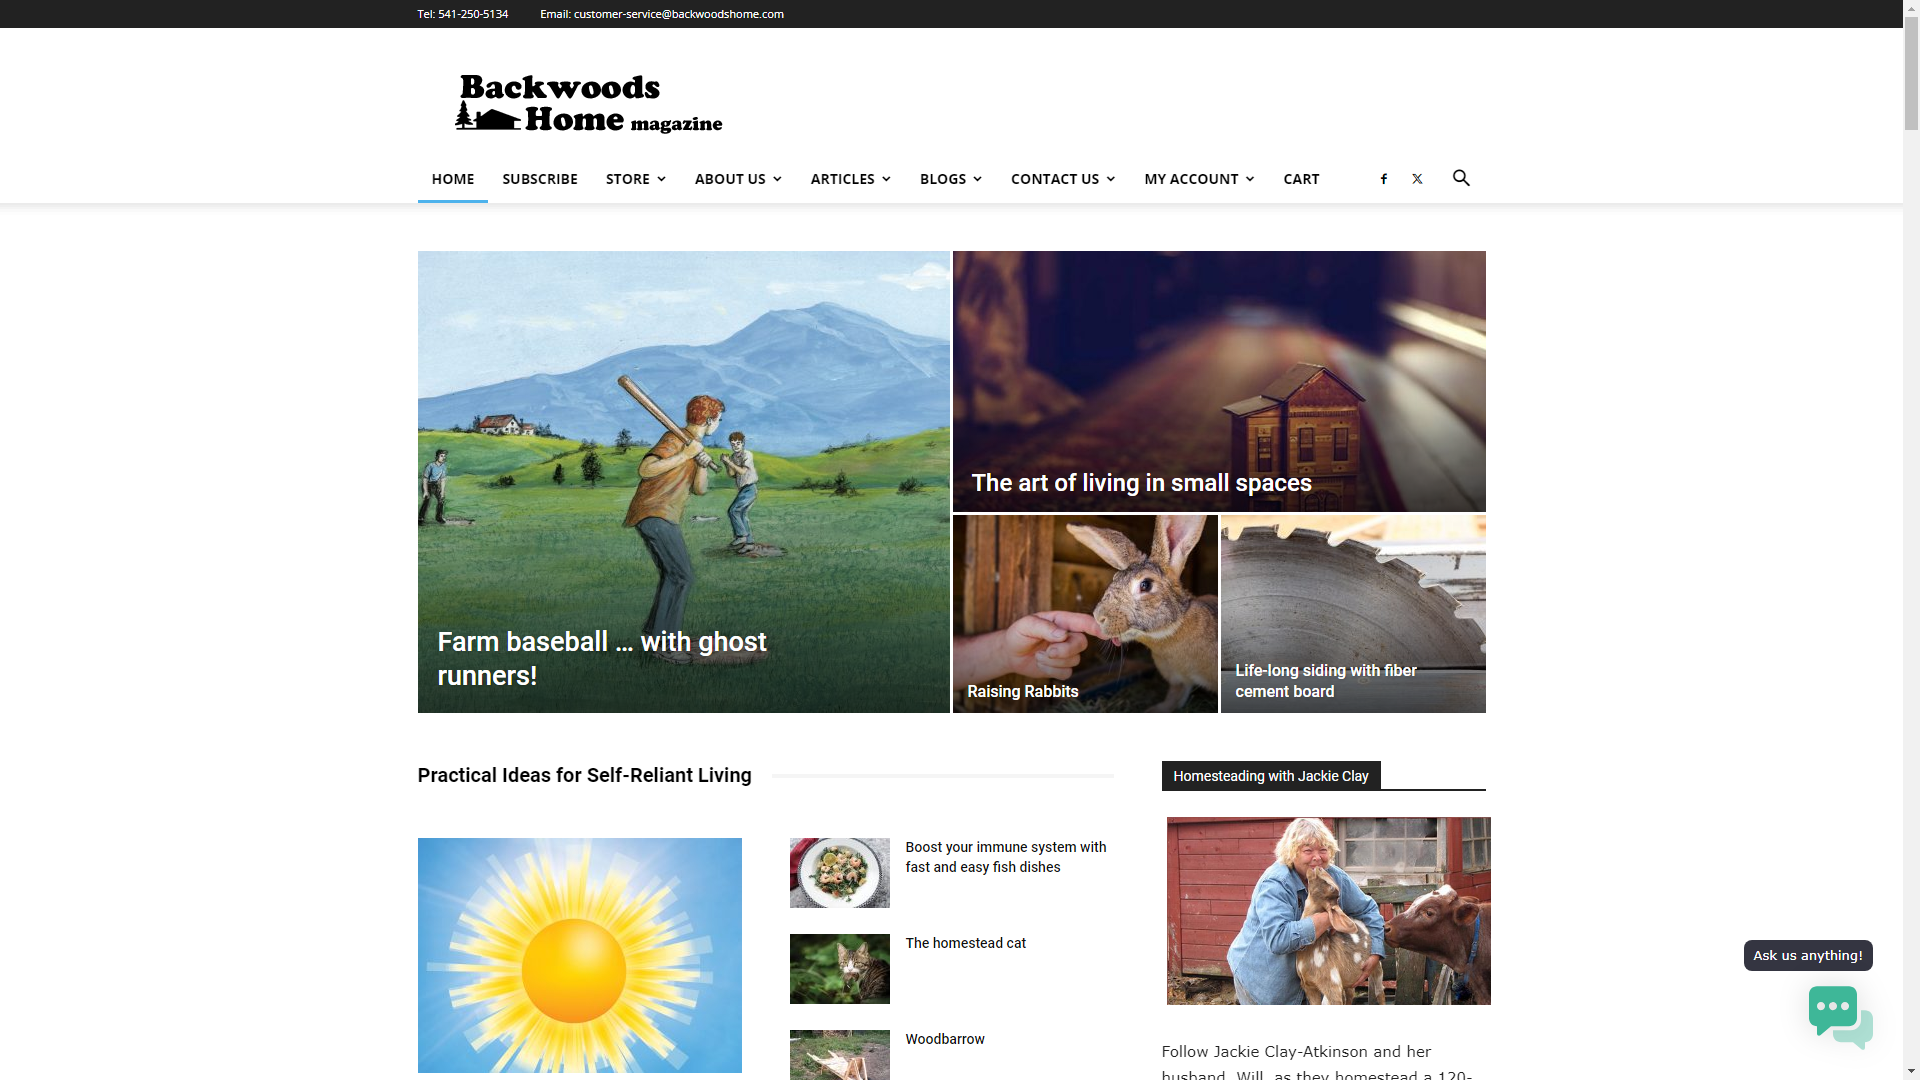 Tel: 541-250-5134 Email: customer-service@backwoodshome.com
Backwoods
Home magazine
HOME SUBSCRIBE STORE ABOUT US ARTICLES BLOGS CONTACT US MY ACCOUNT CART
Farm baseball … with ghost
runners!
The art of living in small spaces
Raising Rabbits
Life-long siding with fiber
cement board
Practical Ideas for Self-Reliant Living
Boost your immune system with
fast and easy fish dishes
The homestead cat
Woodbarrow
Homesteading with Jackie Clay
Follow Jackie Clay-Atkinson and her
husband, Will, as they homestead a 120-
Ask us anything!